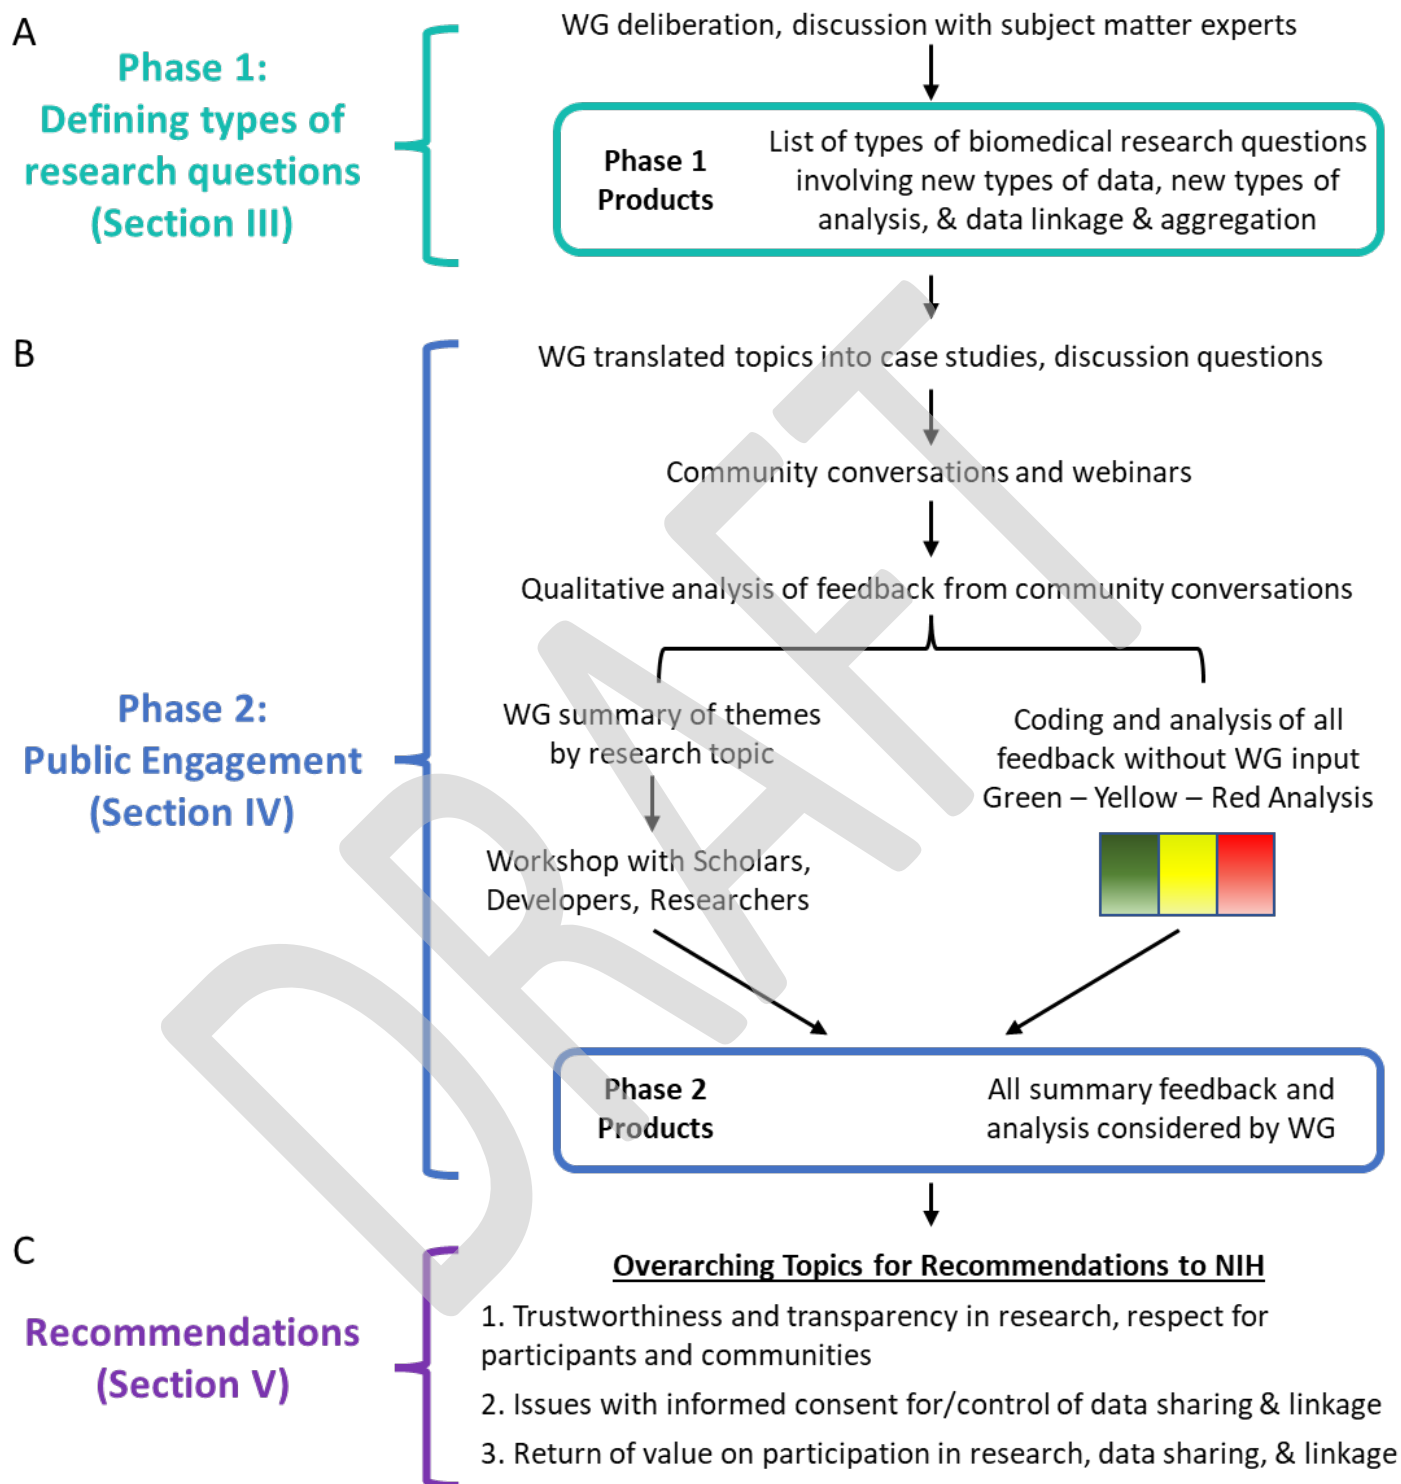 A
Phase 1:
Defining types of
research questions
(Section III)
WG deliberation, discussion with subject matter experts
Phase 1
Products
List of types of biomedical research questions
involving new types of data, new types of
analysis, & data linkage & aggregation
B
Phase 2:
Public Engagement
(Section IV)
WG translated topics into case studies, discussion questions
Community conversations and webinars
Qualitative analysis of feedback from community conversations
WG summary of themes
by research topic
Workshop with Scholars,
Developers, Researchers
Coding and analysis of all
feedback without WG input
Green – Yellow – Red Analysis
Phase 2
Products
All summary feedback and
analysis considered by WG
C
Recommendations
(Section V)
Overarching Topics for Recommendations to NIH
1. Trustworthiness and transparency in research, respect for
participants and communities
2. Issues with informed consent for/control of data sharing & linkage
3. Return of value on participation in research, data sharing, & linkage
DRAFT